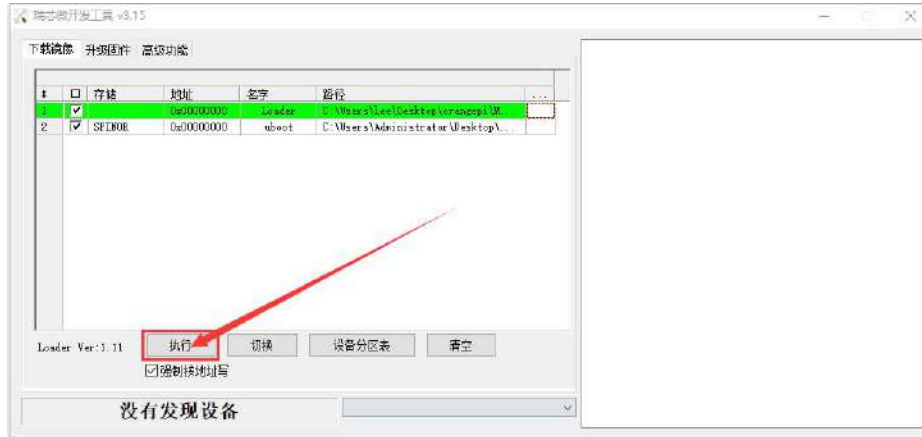 瑞芯微开发工具 v3.15
下载镜像 升级固件 高级功能
# 存储 地址 名字 路径 ...
1 0x00000000 Loader C:\Users\Lee\Desktop\orangepi\M...
2 SPINOR 0x00000000 uboot C:\Users\Administrator\Desktop\...
Loader Ver:1.11 执行 切换 设备分区表 清空
强制按地址写
没有发现设备